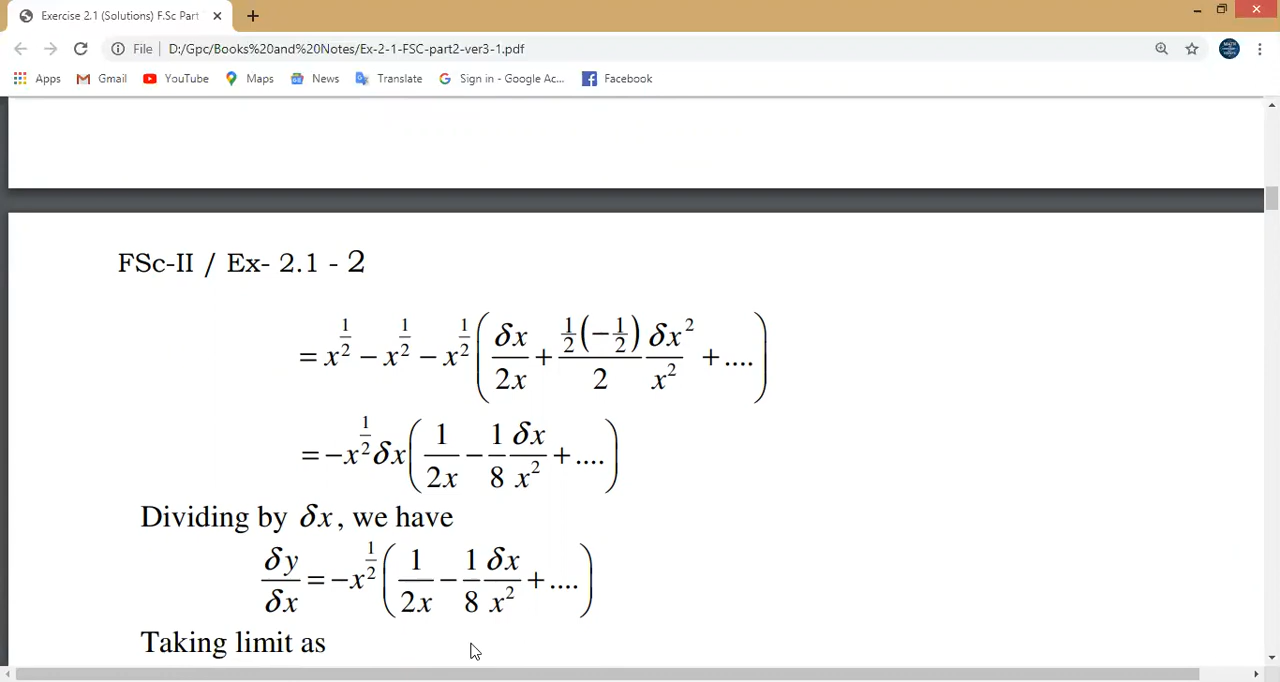 Exercise 2.1 (Solutions) F.Sc Part
File | D:/Gpc/Books%20and%20Notes/Ex-2-1-FSC-part2-ver3-1.pdf
Apps Gmail YouTube Maps News Translate Sign in - Google Ac... Facebook
FSc-II / Ex- 2.1 - 2
= x^{1/2} − x^{1/2} − x^{1/2} ( δx/2x + (1/2(−1/2))/2 δx²/x² + .... )
= −x^{1/2} δx ( 1/2x − 1/8 δx/x² + .... )
Dividing by δx, we have
δy/δx = −x^{1/2} ( 1/2x − 1/8 δx/x² + .... )
Taking limit as